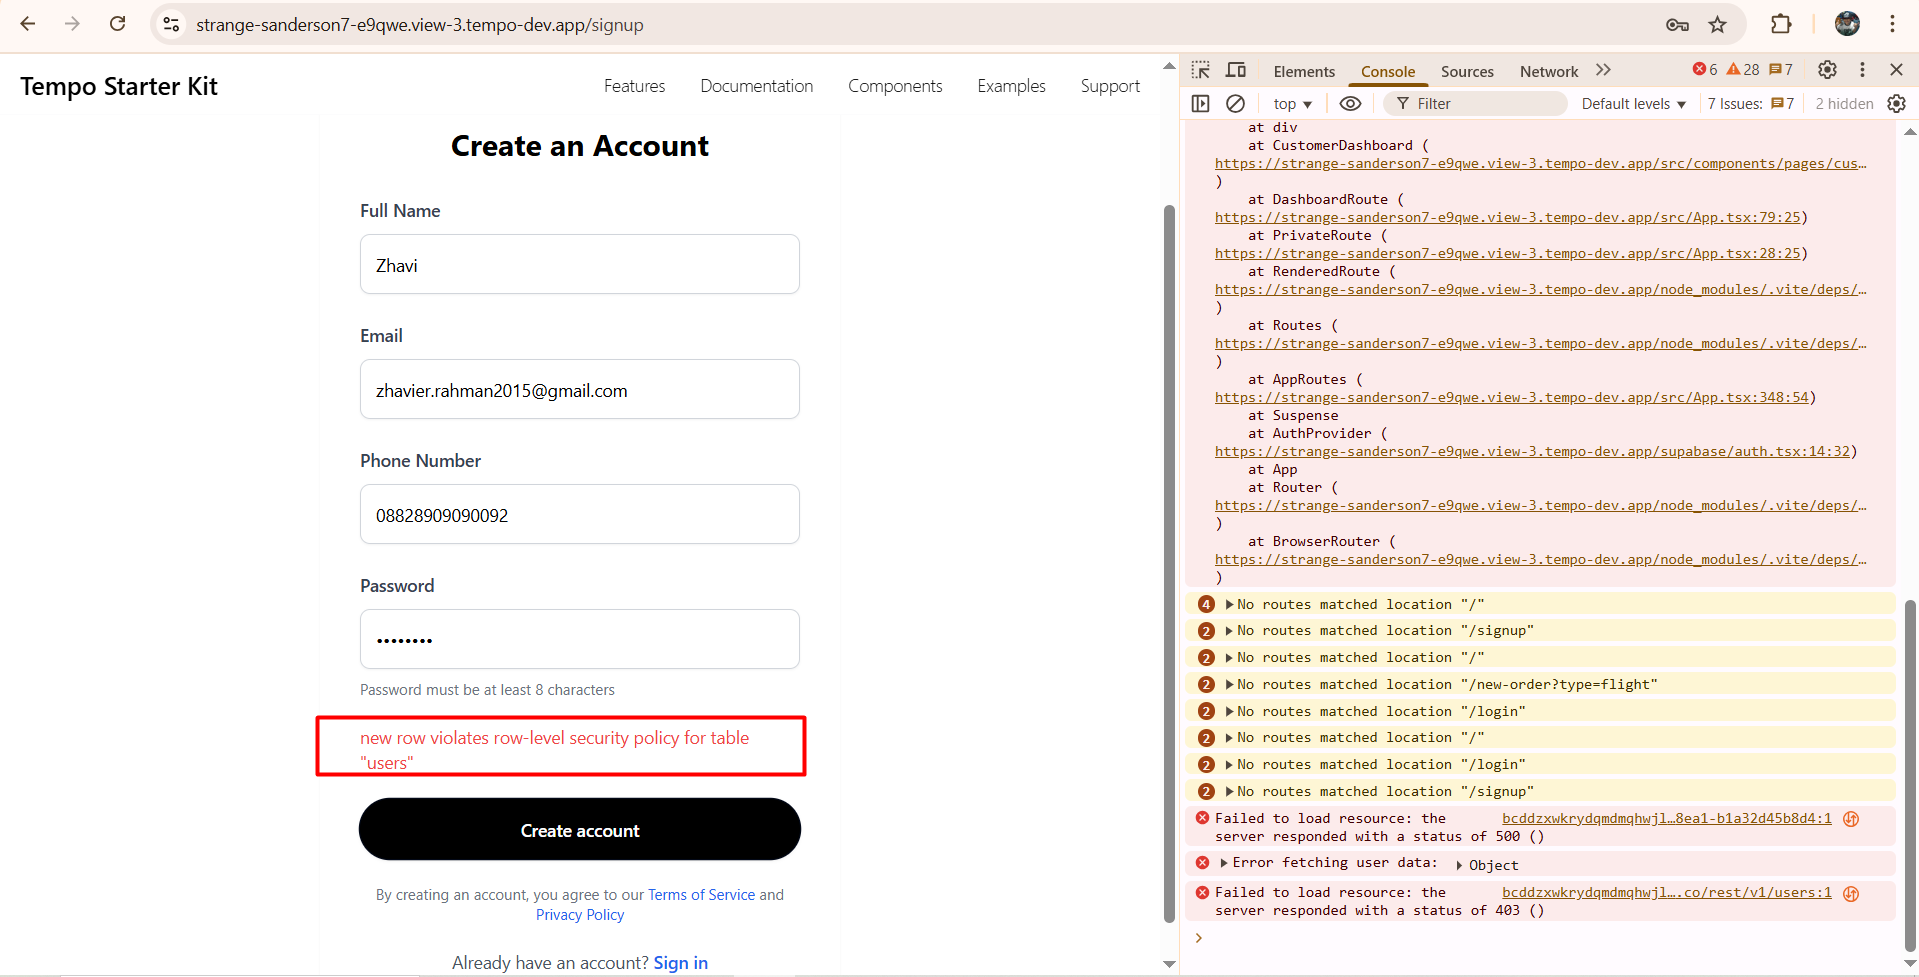 strange-sanderson7-e9qwe.view-3.tempo-dev.app/signup
Tempo Starter Kit
Features
Documentation
Components
Examples
Support
Create an Account
Full Name
Zhavi
Email
zhavier.rahman2015@gmail.com
Phone Number
08828909090092
Password
••••••••
Password must be at least 8 characters
new row violates row-level security policy for table
"users"
Create account
By creating an account, you agree to our Terms of Service and
Privacy Policy
Already have an account? Sign in
Elements Console Sources Network 6 28 7
top Filter Default levels 7 Issues: 7 2 hidden
at div
at CustomerDashboard (
https://strange-sanderson7-e9qwe.view-3.tempo-dev.app/src/components/pages/cus…
)
at DashboardRoute (
https://strange-sanderson7-e9qwe.view-3.tempo-dev.app/src/App.tsx:79:25)
at PrivateRoute (
https://strange-sanderson7-e9qwe.view-3.tempo-dev.app/src/App.tsx:28:25)
at RenderedRoute (
https://strange-sanderson7-e9qwe.view-3.tempo-dev.app/node_modules/.vite/deps/…
)
at Routes (
https://strange-sanderson7-e9qwe.view-3.tempo-dev.app/node_modules/.vite/deps/…
)
at AppRoutes (
https://strange-sanderson7-e9qwe.view-3.tempo-dev.app/src/App.tsx:348:54)
at Suspense
at AuthProvider (
https://strange-sanderson7-e9qwe.view-3.tempo-dev.app/supabase/auth.tsx:14:32)
at App
at Router (
https://strange-sanderson7-e9qwe.view-3.tempo-dev.app/node_modules/.vite/deps/…
)
at BrowserRouter (
https://strange-sanderson7-e9qwe.view-3.tempo-dev.app/node_modules/.vite/deps/…
)
4 No routes matched location "/"
2 No routes matched location "/signup"
2 No routes matched location "/"
2 No routes matched location "/new-order?type=flight"
2 No routes matched location "/login"
2 No routes matched location "/"
2 No routes matched location "/login"
2 No routes matched location "/signup"
Failed to load resource: the bcddzxwkrydqmdmqhwjl…8ea1-b1a32d45b8d4:1
server responded with a status of 500 ()
Error fetching user data: Object
Failed to load resource: the bcddzxwkrydqmdmqhwjl….co/rest/v1/users:1
server responded with a status of 403 ()